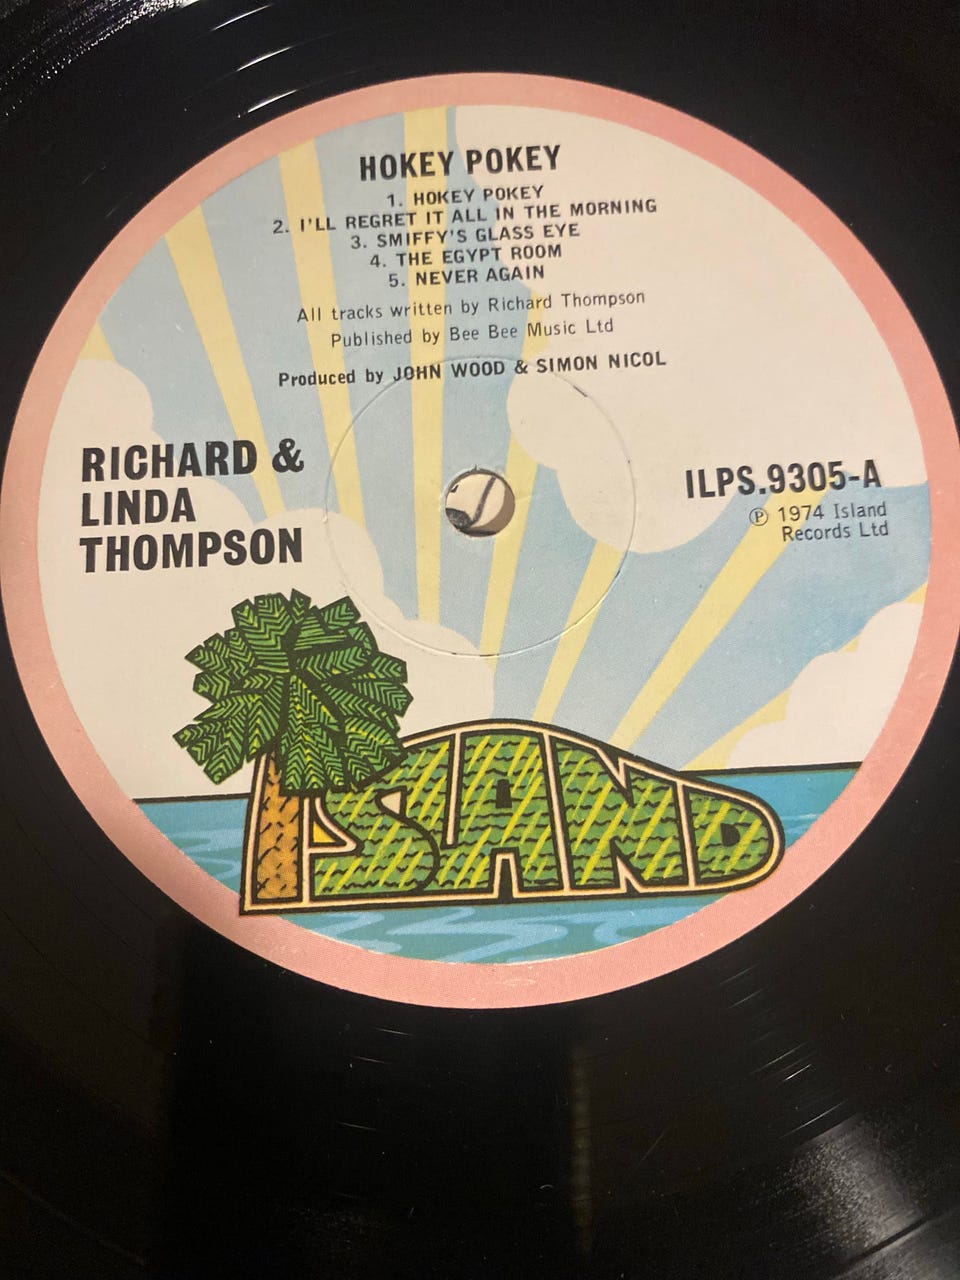 HOKEY POKEY
1. HOKEY POKEY
2. I'LL REGRET IT ALL IN THE MORNING
3. SMIFFY'S GLASS EYE
4. THE EGYPT ROOM
5. NEVER AGAIN
All tracks written by Richard Thompson
Published by Bee Bee Music Ltd
Produced by JOHN WOOD & SIMON NICOL
RICHARD &
LINDA
THOMPSON
ILPS.9305-A
Ⓟ 1974 Island
Records Ltd
ISLAND